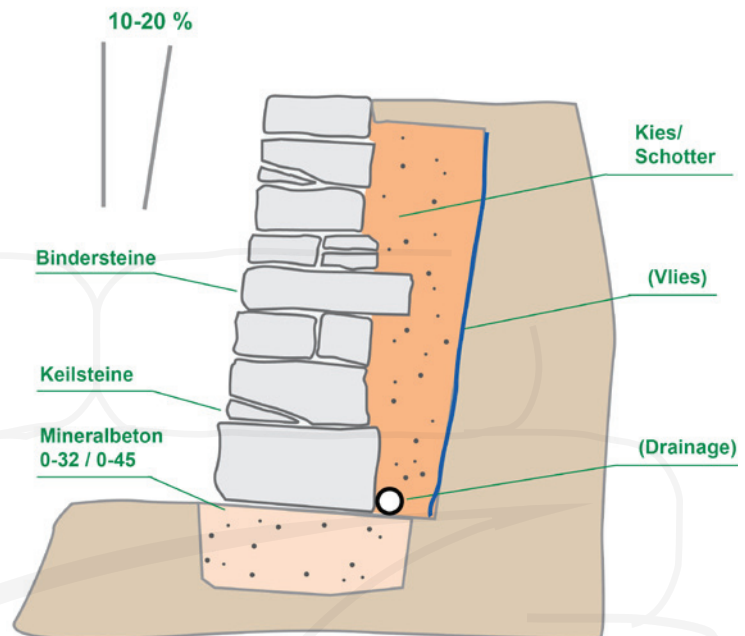 10-20 %
Kies/
Schotter
Bindersteine
(Vlies)
Keilsteine
Mineralbeton
0-32 / 0-45
(Drainage)